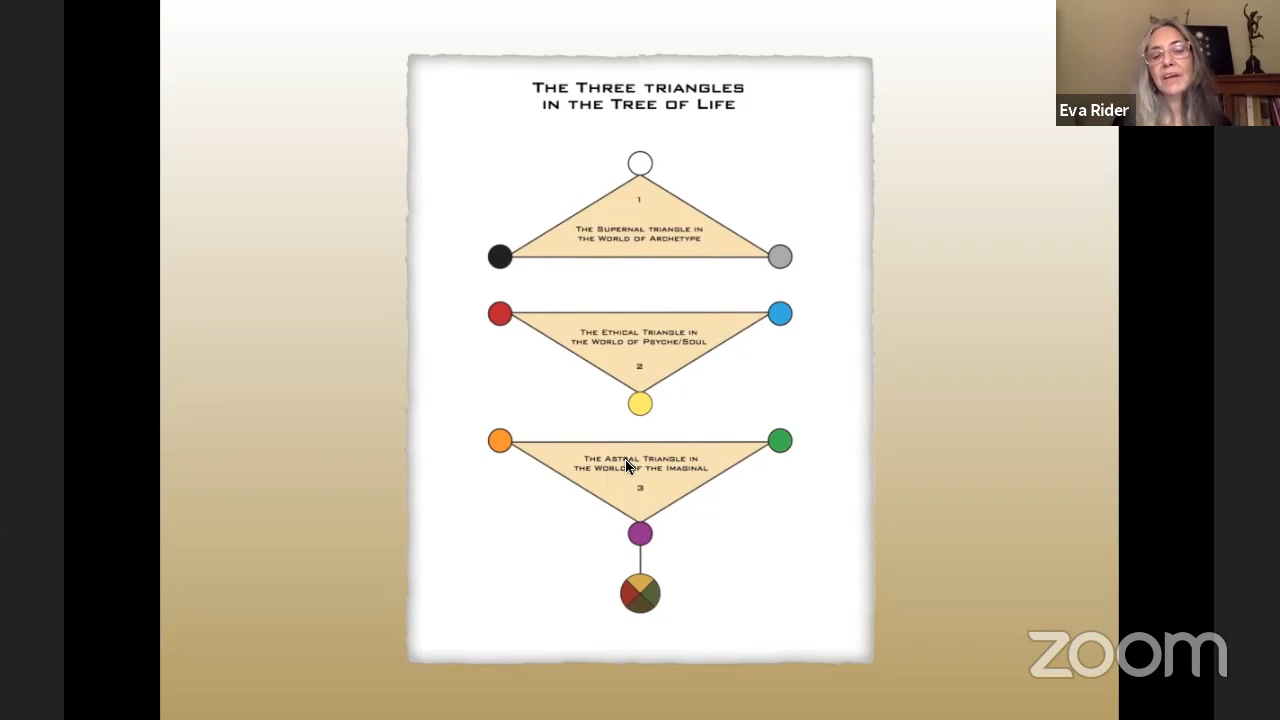 THE THREE TRIANGLES
IN THE TREE OF LIFE
Eva Rider
1
THE SUPERNAL TRIANGLE IN
THE WORLD OF ARCHETYPE
THE ETHICAL TRIANGLE IN
THE WORLD OF PSYCHE/SOUL
2
THE ASTRAL TRIANGLE IN
THE WORLD OF THE IMAGINAL
3
zoom